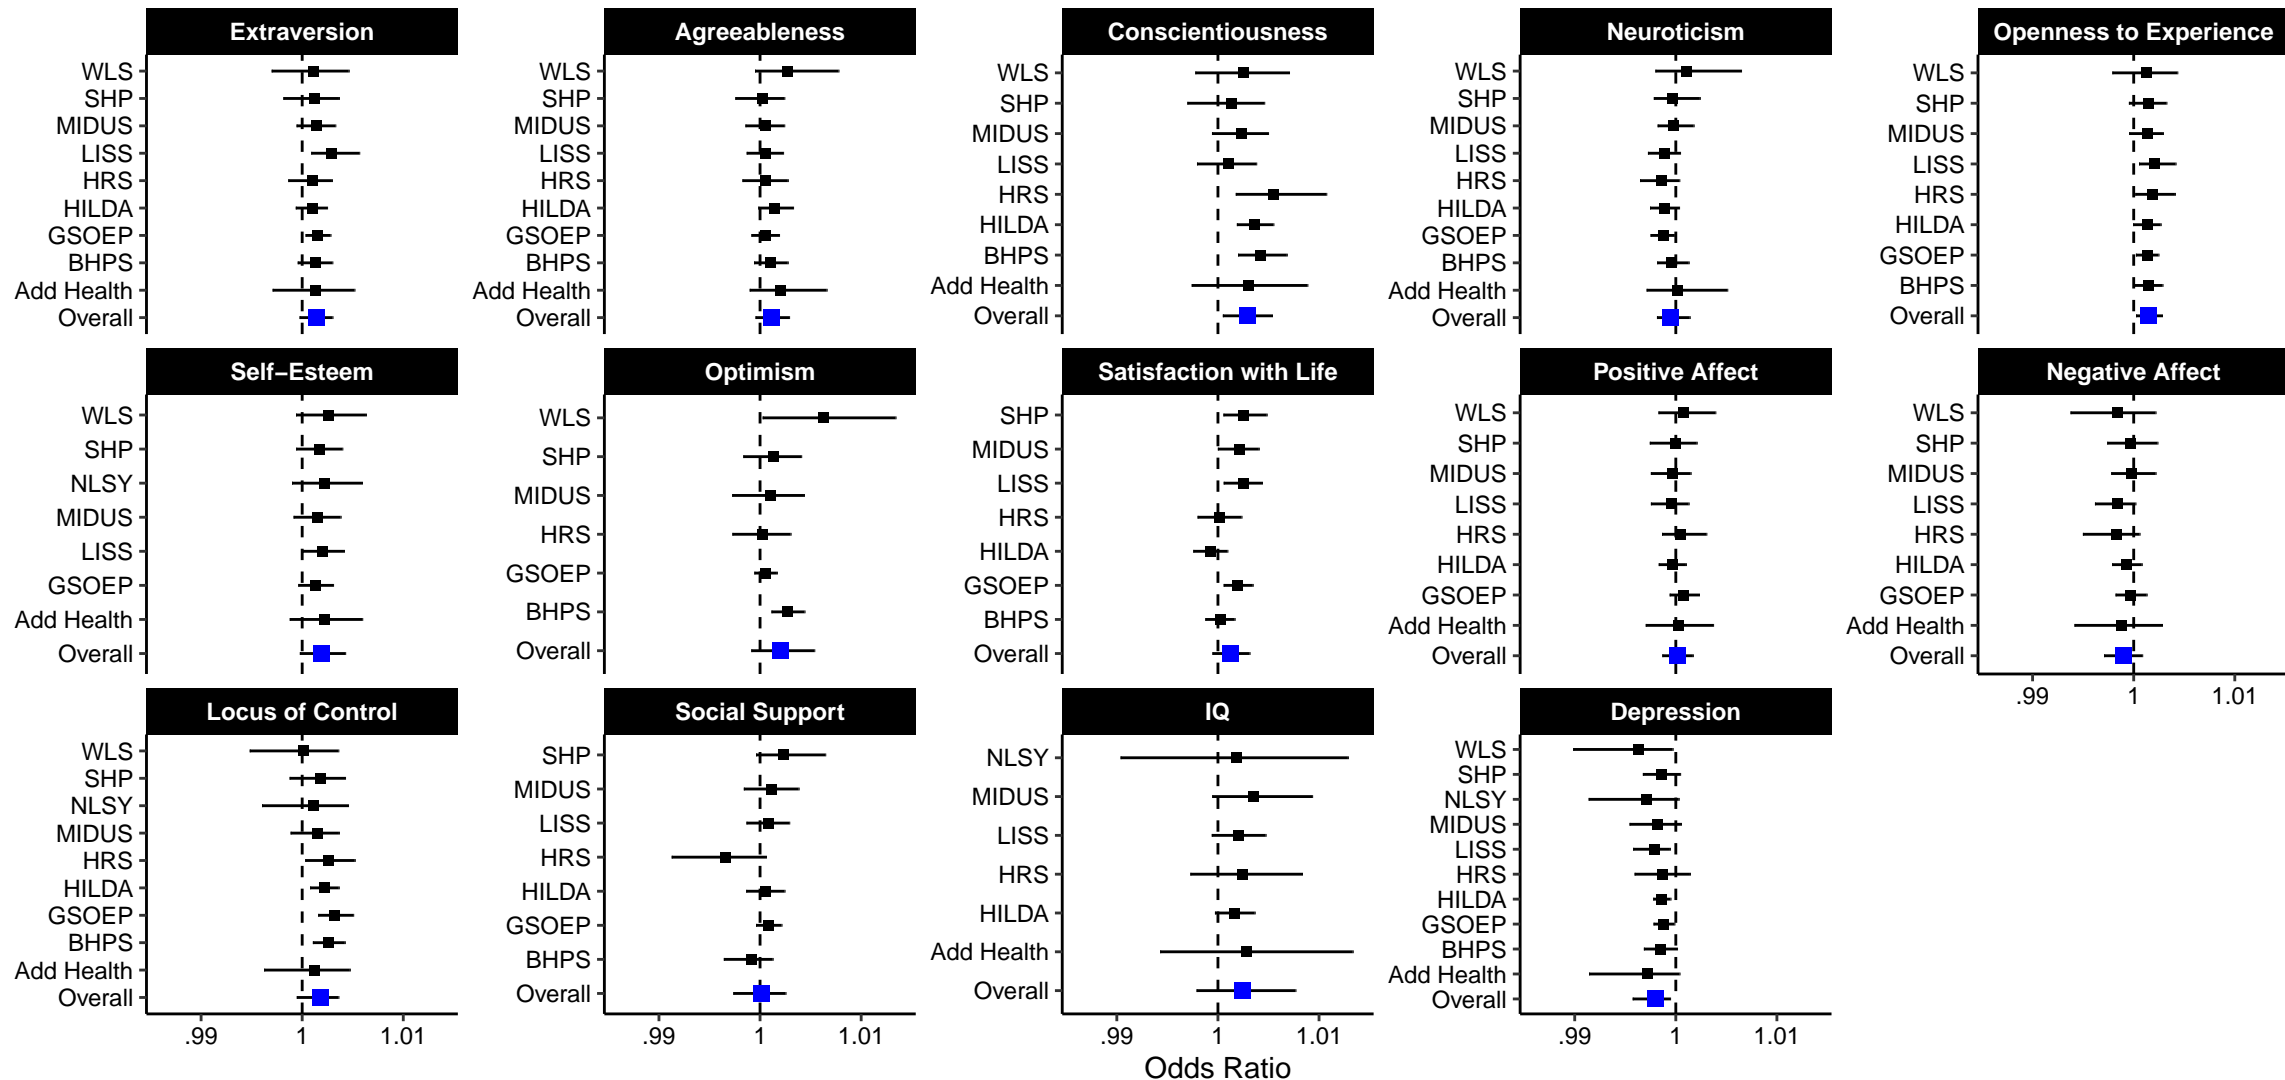 Extraversion
WLS
SHP
MIDUS
LISS
HRS
HILDA
GSOEP
BHPS
Add Health
Overall
Agreeableness
WLS
SHP
MIDUS
LISS
HRS
HILDA
GSOEP
BHPS
Add Health
Overall
Conscientiousness
WLS
SHP
MIDUS
LISS
HRS
HILDA
BHPS
Add Health
Overall
Neuroticism
WLS
SHP
MIDUS
LISS
HRS
HILDA
GSOEP
BHPS
Add Health
Overall
Openness to Experience
WLS
SHP
MIDUS
LISS
HRS
HILDA
GSOEP
BHPS
Overall
Self−Esteem
WLS
SHP
NLSY
MIDUS
LISS
GSOEP
Add Health
Overall
Optimism
WLS
SHP
MIDUS
HRS
GSOEP
BHPS
Overall
Satisfaction with Life
SHP
MIDUS
LISS
HRS
HILDA
GSOEP
BHPS
Overall
Positive Affect
WLS
SHP
MIDUS
LISS
HRS
HILDA
GSOEP
Add Health
Overall
Negative Affect
WLS
SHP
MIDUS
LISS
HRS
HILDA
GSOEP
Add Health
Overall
.99 1 1.01
Locus of Control
WLS
SHP
NLSY
MIDUS
HRS
HILDA
GSOEP
BHPS
Add Health
Overall
.99 1 1.01
Social Support
SHP
MIDUS
LISS
HRS
HILDA
GSOEP
BHPS
Overall
.99 1 1.01
IQ
NLSY
MIDUS
LISS
HRS
HILDA
Add Health
Overall
.99 1 1.01
Depression
WLS
SHP
NLSY
MIDUS
LISS
HRS
HILDA
GSOEP
BHPS
Add Health
Overall
.99 1 1.01
Odds Ratio